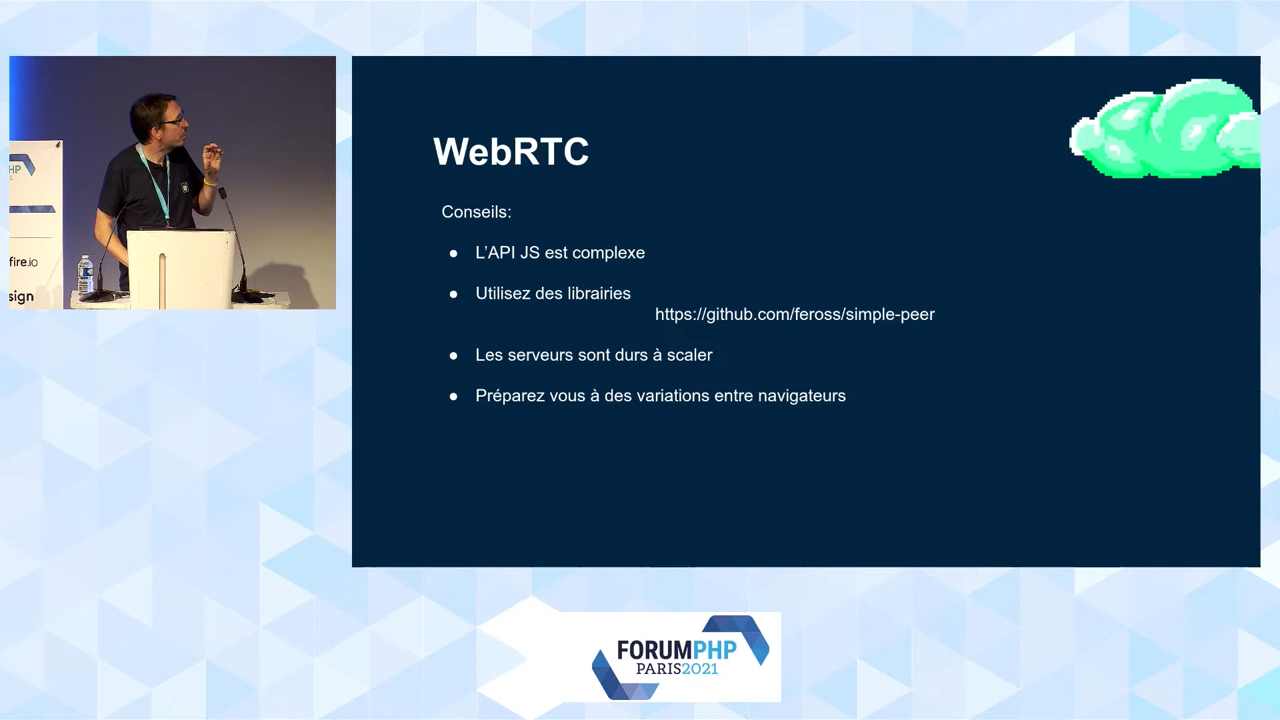 HP
fire.io
sign
WebRTC
Conseils:
● L’API JS est complexe
● Utilisez des librairies
https://github.com/feross/simple-peer
● Les serveurs sont durs à scaler
● Préparez vous à des variations entre navigateurs
FORUMPHP
PARIS2021